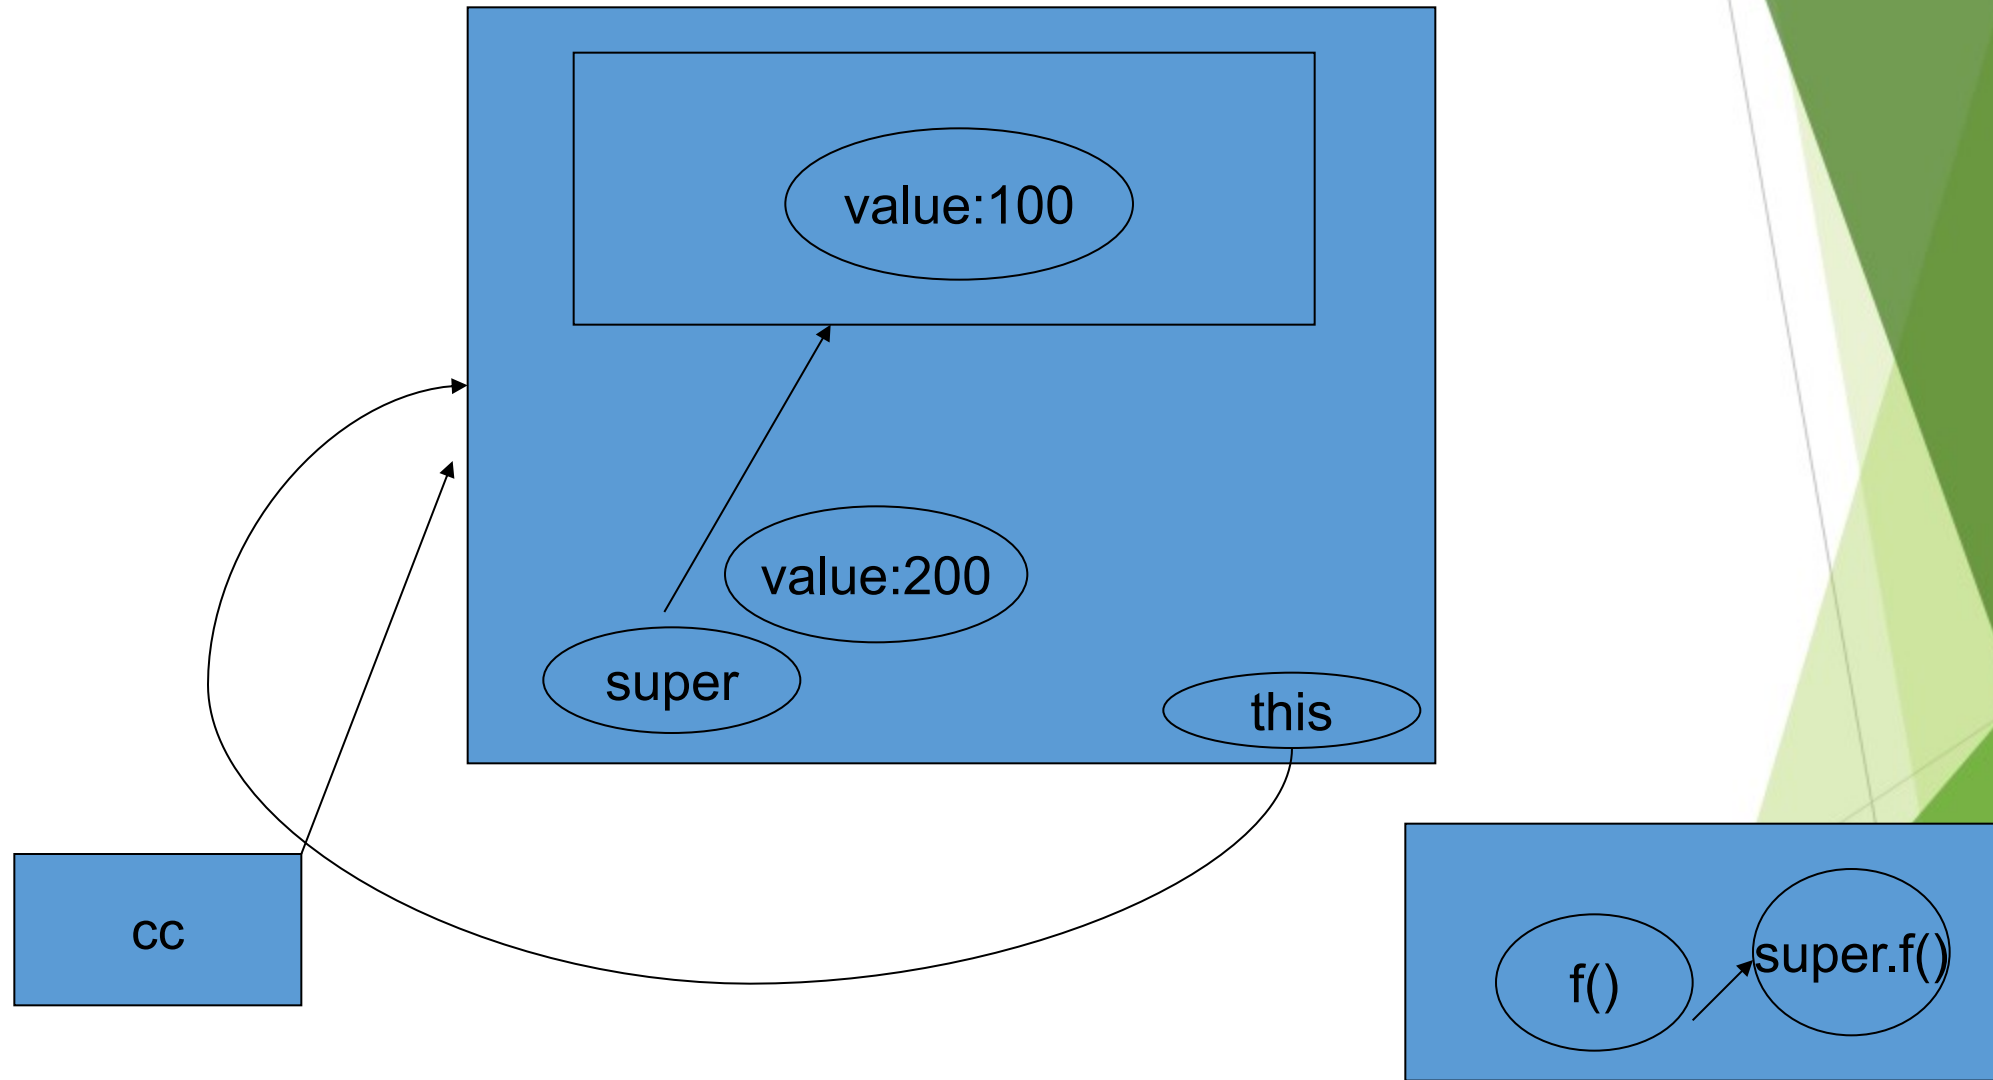 value:100
value:200
super
this
cc
f()
super.f()